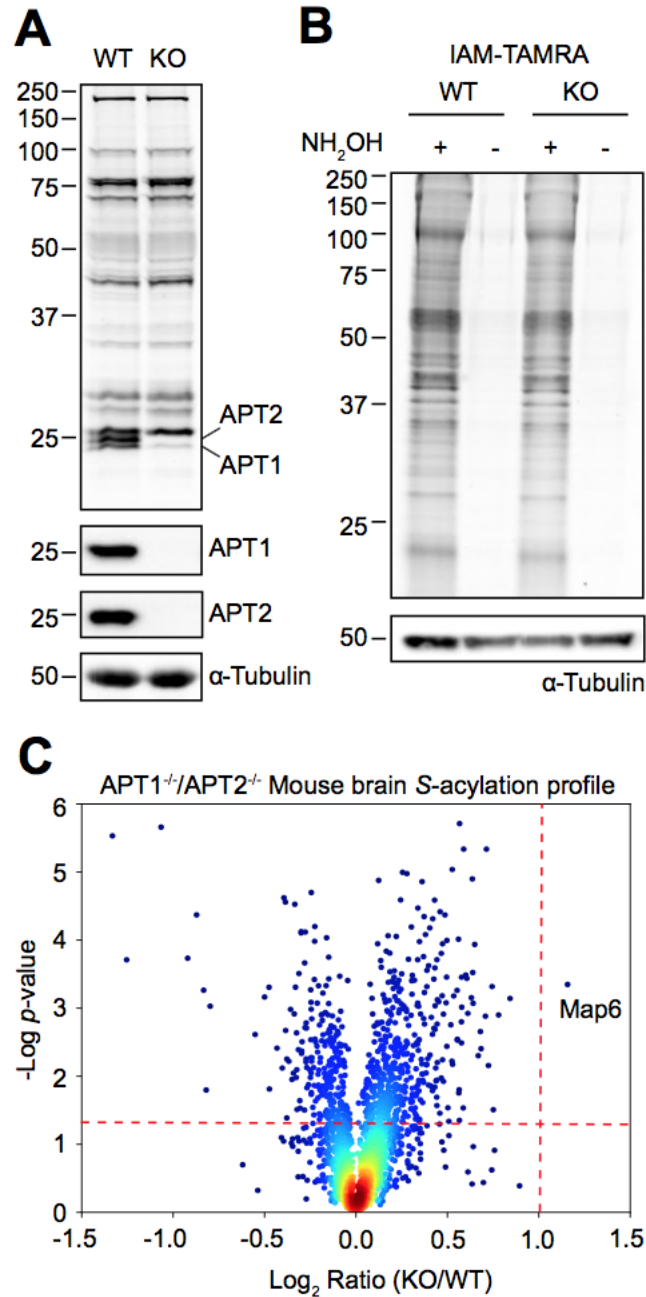 A
WT KO
250
150
100
75
50
37
25
APT2
APT1
25
APT1
25
APT2
50
α-Tubulin
B
IAM-TAMRA
WT KO
NH₂OH + - + -
250
150
100
75
50
37
25
50
α-Tubulin
C
APT1⁻/⁻/APT2⁻/⁻ Mouse brain S-acylation profile
6
5
4
3
2
1
0
-Log p-value
Map6
-1.5 -1.0 -0.5 0.0 0.5 1.0 1.5
Log₂ Ratio (KO/WT)